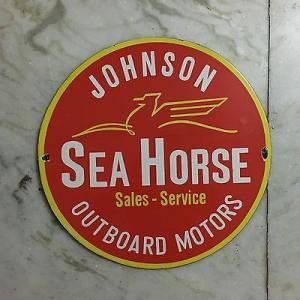 JOHNSON
SEA HORSE
Sales - Service
OUTBOARD MOTORS